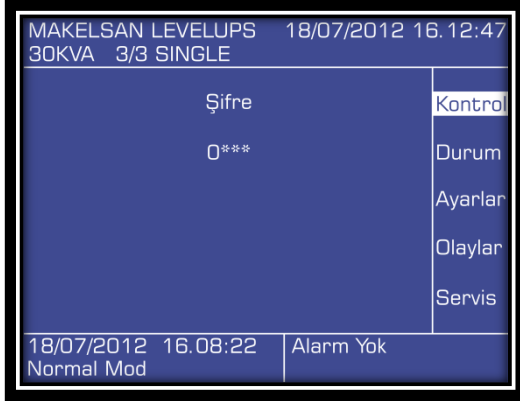 MAKELSAN LEVELUPS 18/07/2012 16.12:47
30KVA 3/3 SINGLE
Şifre
0***
Kontrol
Durum
Ayarlar
Olaylar
Servis
18/07/2012 16.08:22
Normal Mod
Alarm Yok